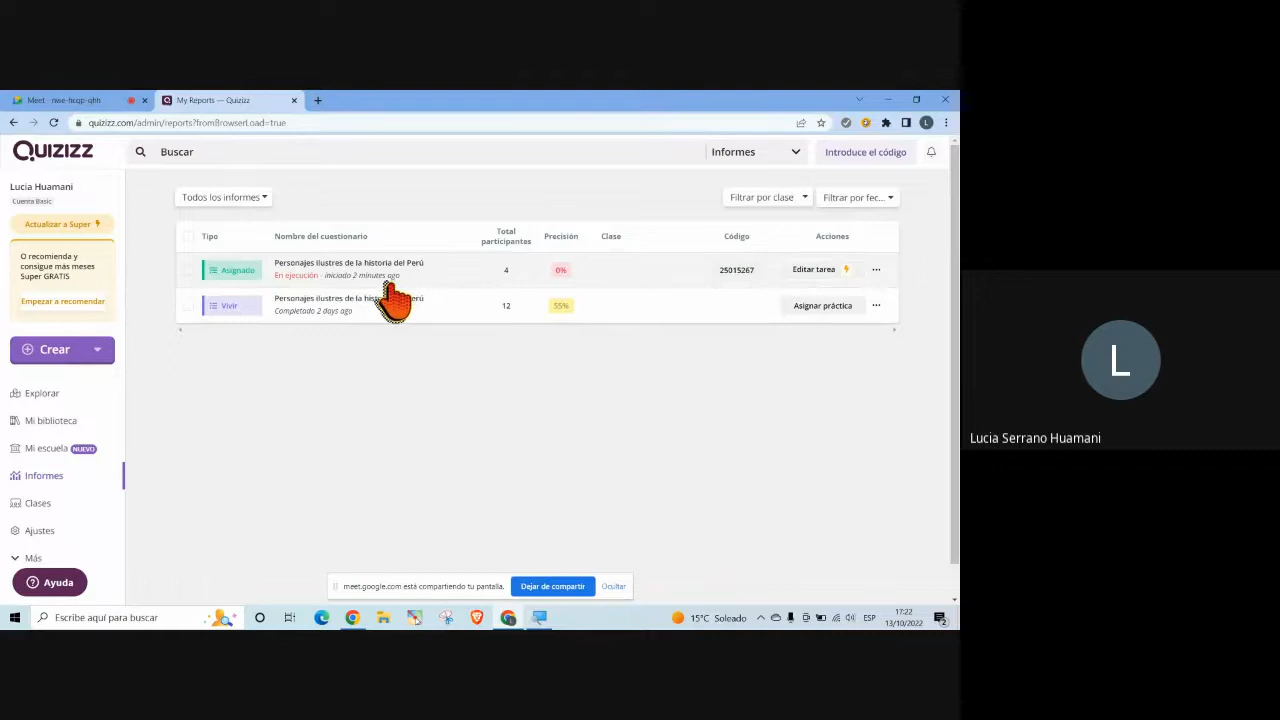 Meet - nwe-hcqp-qhh
My Reports — Quizizz
quizizz.com/admin/reports?fromBrowserLoad=true
QUIZIZZ
Buscar
Informes
Introduce el código
Lucia Huamani
Cuenta Basic
Actualizar a Super
O recomienda y
consigue más meses
Super GRATIS
Empezar a recomendar
Crear
Explorar
Mi biblioteca
Mi escuela NUEVO
Informes
Clases
Ajustes
Más
Ayuda
Todos los informes
Filtrar por clase
Filtrar por fec...
Tipo
Nombre del cuestionario
Total
participantes
Precisión
Clase
Código
Acciones
Asignado
Personajes ilustres de la historia del Perú
En ejecución - iniciado 2 minutes ago
4
0%
25015267
Editar tarea
Vivir
Personajes ilustres de la
Completado 2 days ago
12
55%
Asignar práctica
meet.google.com está compartiendo tu pantalla.
Dejar de compartir
Ocultar
Escribe aquí para buscar
15°C Soleado
ESP
17:22
13/10/2022
2
L
L
Lucia Serrano Huamani